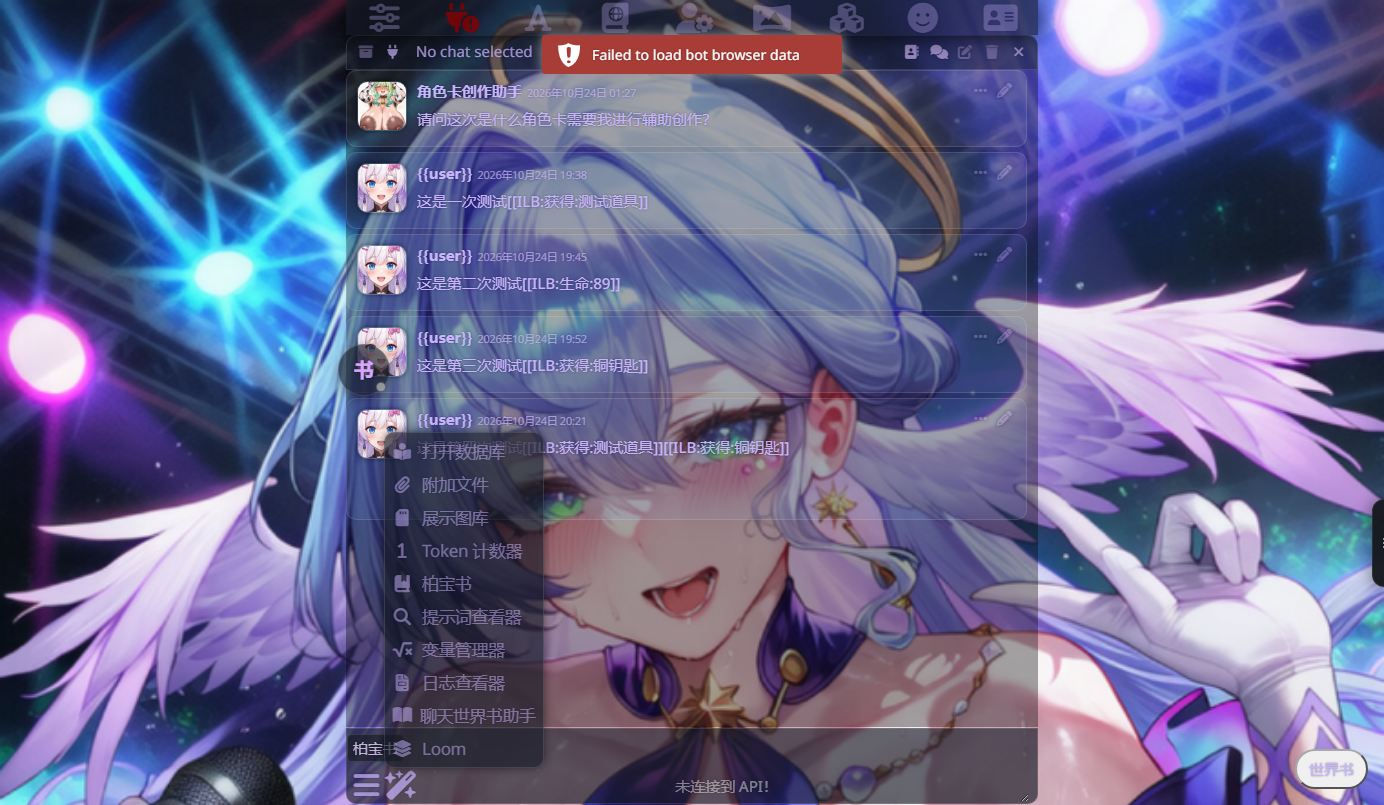 No chat selected
Failed to load bot browser data
角色卡创作助手 2026年10月24日 01:27
请问这次是什么角色卡需要我进行辅助创作?
{{user}} 2026年10月24日 19:38
这是一次测试[[ILB:获得:测试道具]]
{{user}} 2026年10月24日 19:45
这是第二次测试[[ILB:生命:89]]
{{user}} 2026年10月24日 19:52
书
这是第三次测试[[ILB:获得:铜钥匙]]
{{user}} 2026年10月24日 20:21
测试[[ILB:获得:测试道具]][[ILB:获得:铜钥匙]]
打开数据库
附加文件
展示图库
1 Token 计数器
柏宝书
提示词查看器
变量管理器
日志查看器
聊天世界书助手
柏宝书
Loom
世界书
未连接到 API!